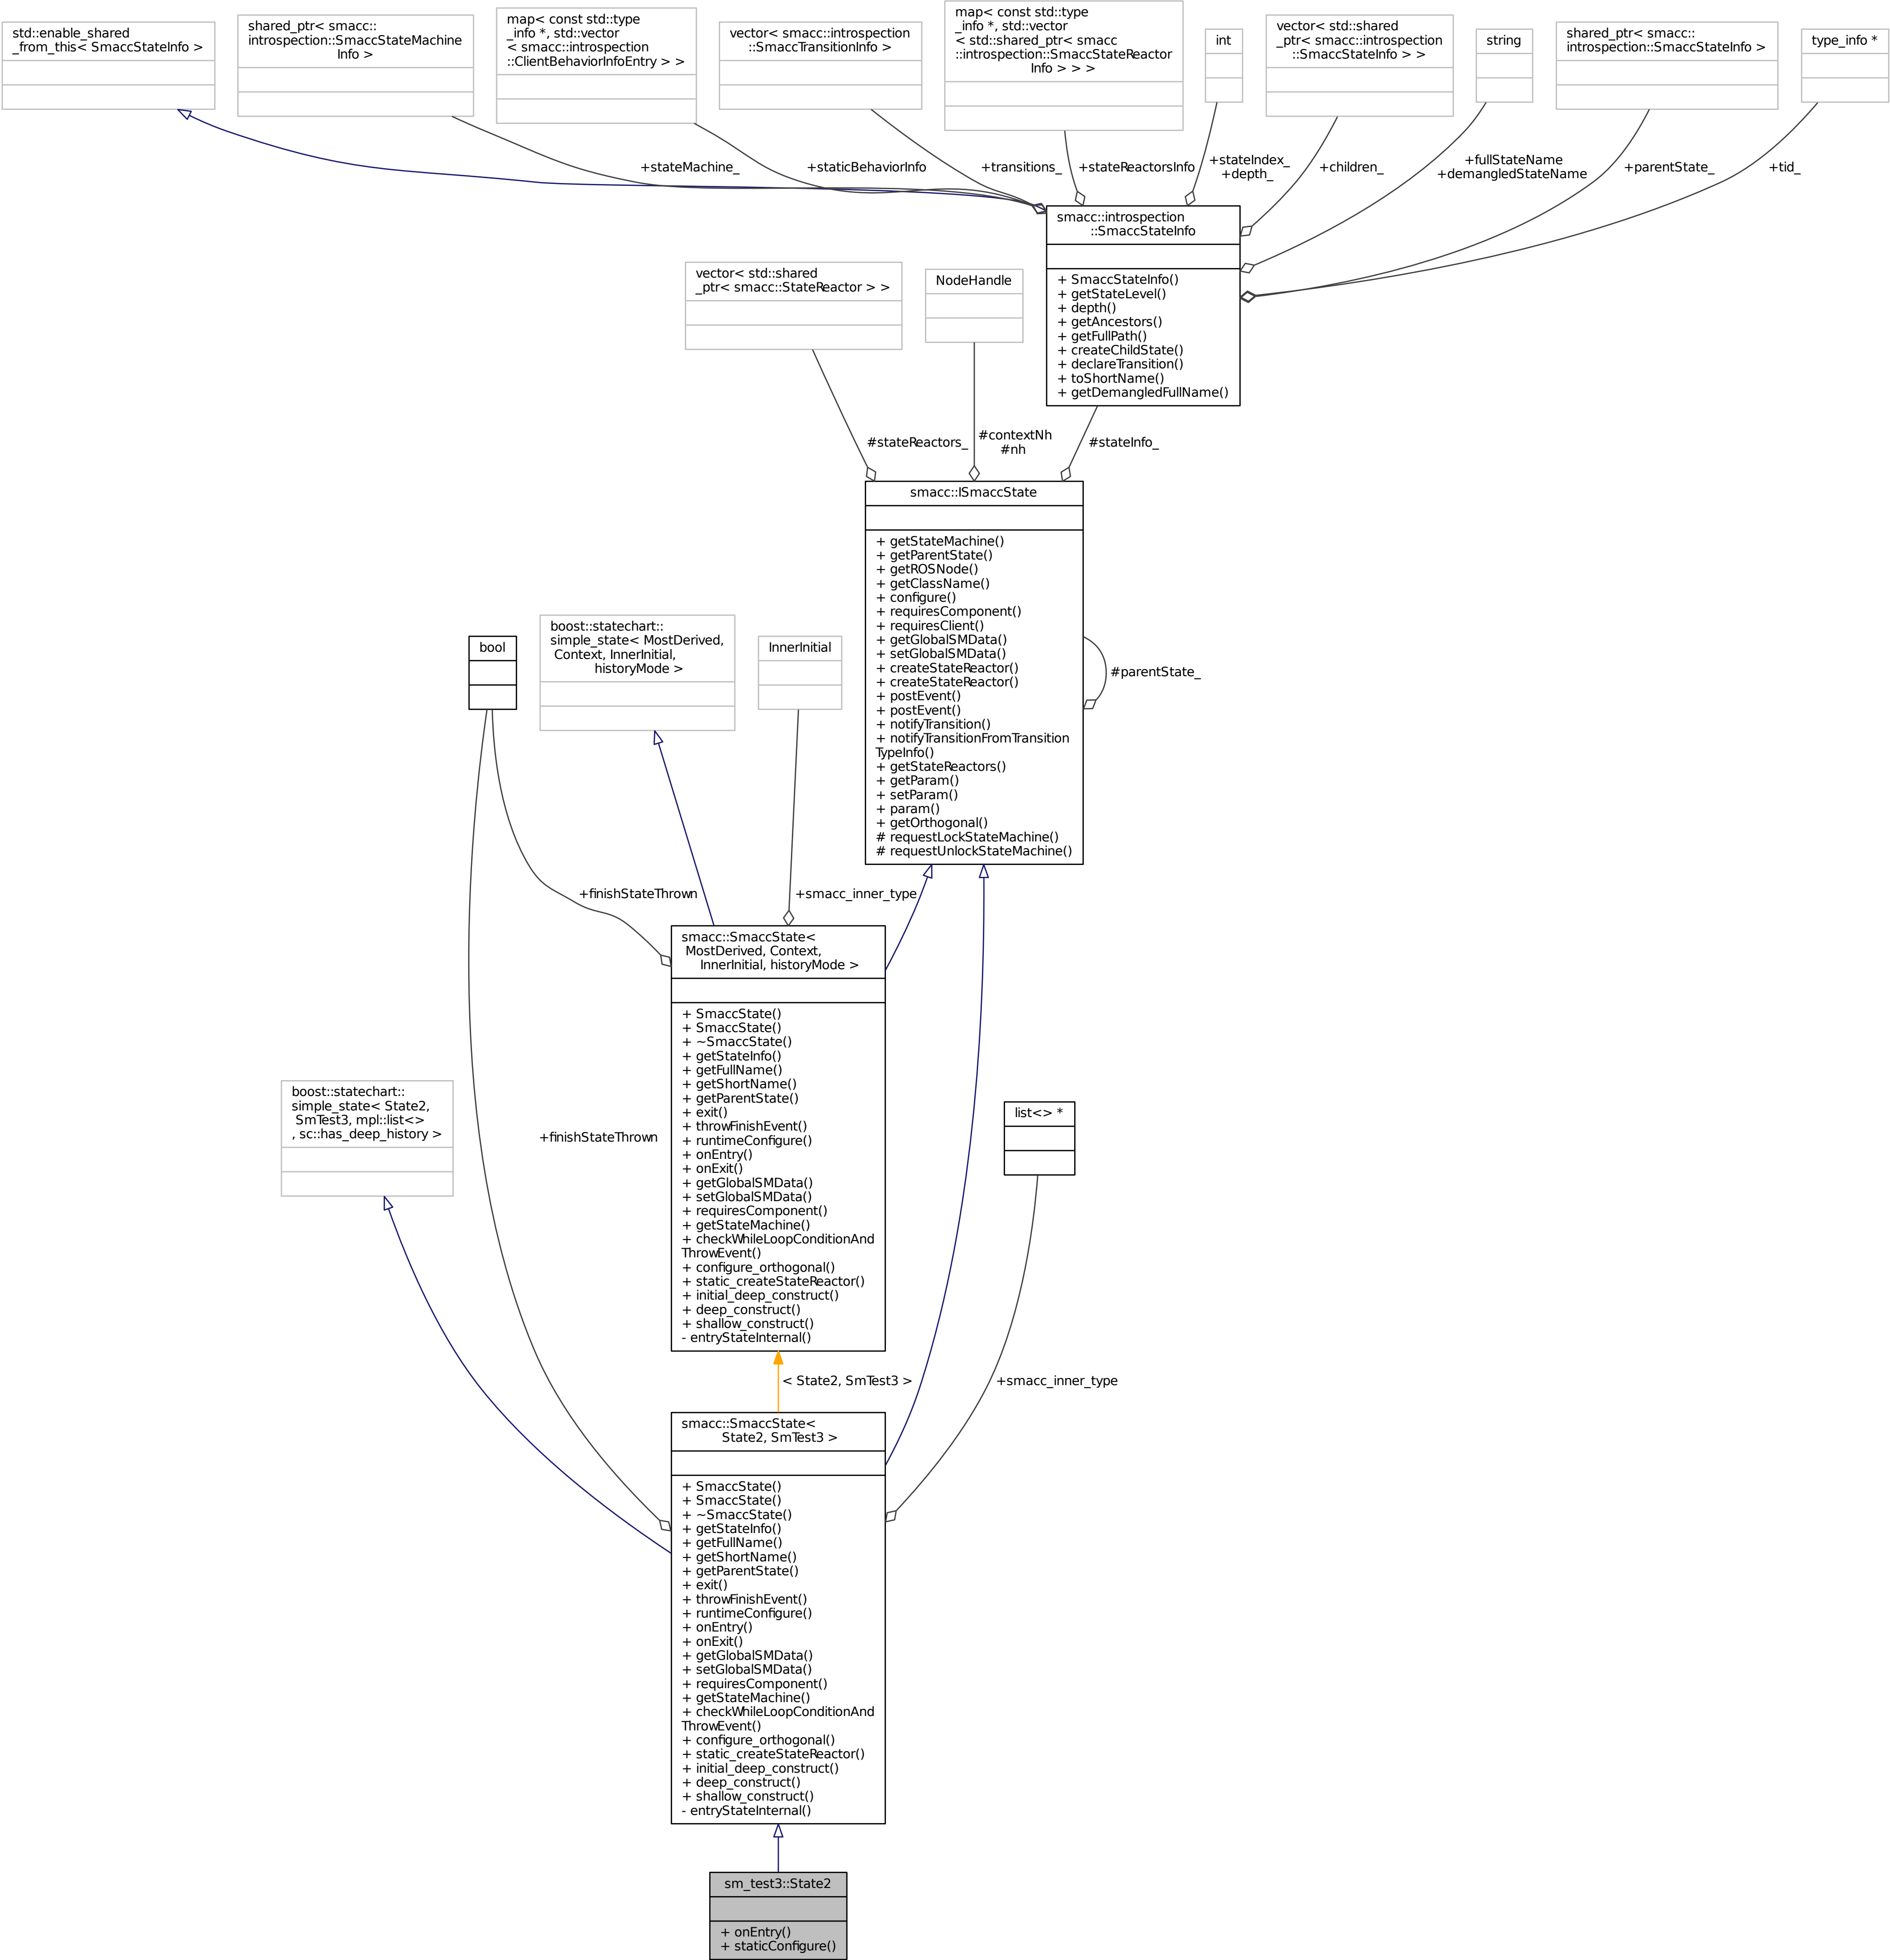 std::enable_shared
_from_this< SmaccStateInfo >
shared_ptr< smacc::
introspection::SmaccStateMachine
Info >
map< const std::type
_info *, std::vector
< smacc::introspection
::ClientBehaviorInfoEntry > >
vector< smacc::introspection
::SmaccTransitionInfo >
map< const std::type
_info *, std::vector
< std::shared_ptr< smacc
::introspection::SmaccStateReactor
Info > > >
int
vector< std::shared
_ptr< smacc::introspection
::SmaccStateInfo > >
string
shared_ptr< smacc::
introspection::SmaccStateInfo >
type_info *
+stateMachine_
+staticBehaviorInfo
+transitions_
+stateReactorsInfo
+stateIndex_
+depth_
+children_
+fullStateName
+demangledStateName
+parentState_
+tid_
smacc::introspection
::SmaccStateInfo
+ SmaccStateInfo()
+ getStateLevel()
+ depth()
+ getAncestors()
+ getFullPath()
+ createChildState()
+ declareTransition()
+ toShortName()
+ getDemangledFullName()
vector< std::shared
_ptr< smacc::StateReactor > >
NodeHandle
#stateReactors_
#contextNh
#nh
#stateInfo_
smacc::ISmaccState
+ getStateMachine()
+ getParentState()
+ getROSNode()
+ getClassName()
+ configure()
+ requiresComponent()
+ requiresClient()
+ getGlobalSMData()
+ setGlobalSMData()
+ createStateReactor()
+ createStateReactor()
+ postEvent()
+ postEvent()
+ notifyTransition()
+ notifyTransitionFromTransition
TypeInfo()
+ getStateReactors()
+ getParam()
+ setParam()
+ param()
+ getOrthogonal()
# requestLockStateMachine()
# requestUnlockStateMachine()
#parentState_
bool
boost::statechart::
simple_state< MostDerived,
Context, InnerInitial,
historyMode >
InnerInitial
+finishStateThrown
+smacc_inner_type
smacc::SmaccState<
MostDerived, Context,
InnerInitial, historyMode >
+ SmaccState()
+ SmaccState()
+ ~SmaccState()
+ getStateInfo()
+ getFullName()
+ getShortName()
+ getParentState()
+ exit()
+ throwFinishEvent()
+ runtimeConfigure()
+ onEntry()
+ onExit()
+ getGlobalSMData()
+ setGlobalSMData()
+ requiresComponent()
+ getStateMachine()
+ checkWhileLoopConditionAnd
ThrowEvent()
+ configure_orthogonal()
+ static_createStateReactor()
+ initial_deep_construct()
+ deep_construct()
+ shallow_construct()
- entryStateInternal()
boost::statechart::
simple_state< State2,
SmTest3, mpl::list<>
, sc::has_deep_history >
+finishStateThrown
list<> *
< State2, SmTest3 >
+smacc_inner_type
smacc::SmaccState<
State2, SmTest3 >
+ SmaccState()
+ SmaccState()
+ ~SmaccState()
+ getStateInfo()
+ getFullName()
+ getShortName()
+ getParentState()
+ exit()
+ throwFinishEvent()
+ runtimeConfigure()
+ onEntry()
+ onExit()
+ getGlobalSMData()
+ setGlobalSMData()
+ requiresComponent()
+ getStateMachine()
+ checkWhileLoopConditionAnd
ThrowEvent()
+ configure_orthogonal()
+ static_createStateReactor()
+ initial_deep_construct()
+ deep_construct()
+ shallow_construct()
- entryStateInternal()
sm_test3::State2
+ onEntry()
+ staticConfigure()